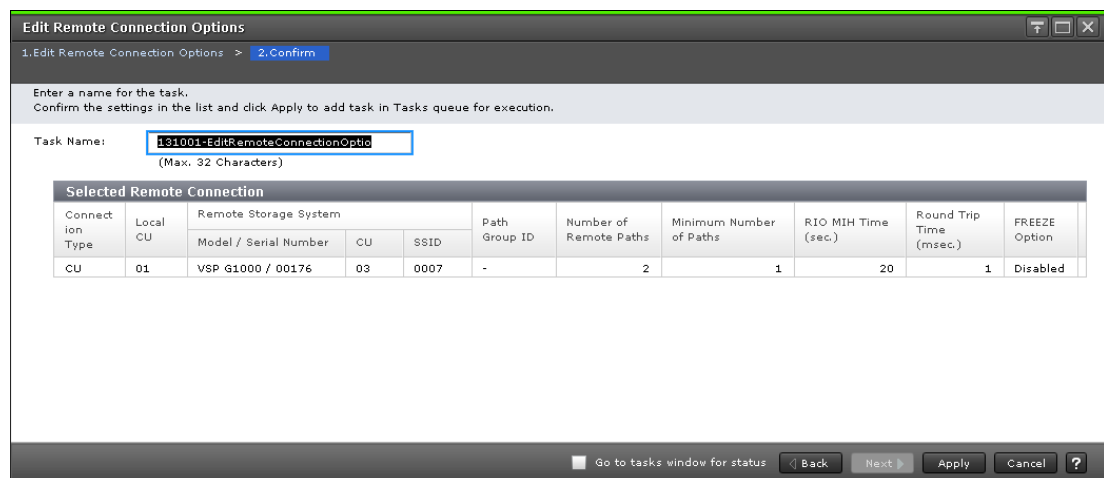 Edit Remote Connection Options
1.Edit Remote Connection Options > 2.Confirm
Enter a name for the task.
Confirm the settings in the list and click Apply to add task in Tasks queue for execution.
Task Name: 131001-EditRemoteConnectionOptio
(Max. 32 Characters)
Selected Remote Connection
Connect
ion
Type
Local
CU
Remote Storage System
Model / Serial Number CU SSID
Path
Group ID
Number of
Remote Paths
Minimum Number
of Paths
RIO MIH Time
(sec.)
Round Trip
Time
(msec.)
FREEZE
Option
CU 01 VSP G1000 / 00176 03 0007 - 2 1 20 1 Disabled
Go to tasks window for status Back Next Apply Cancel ?